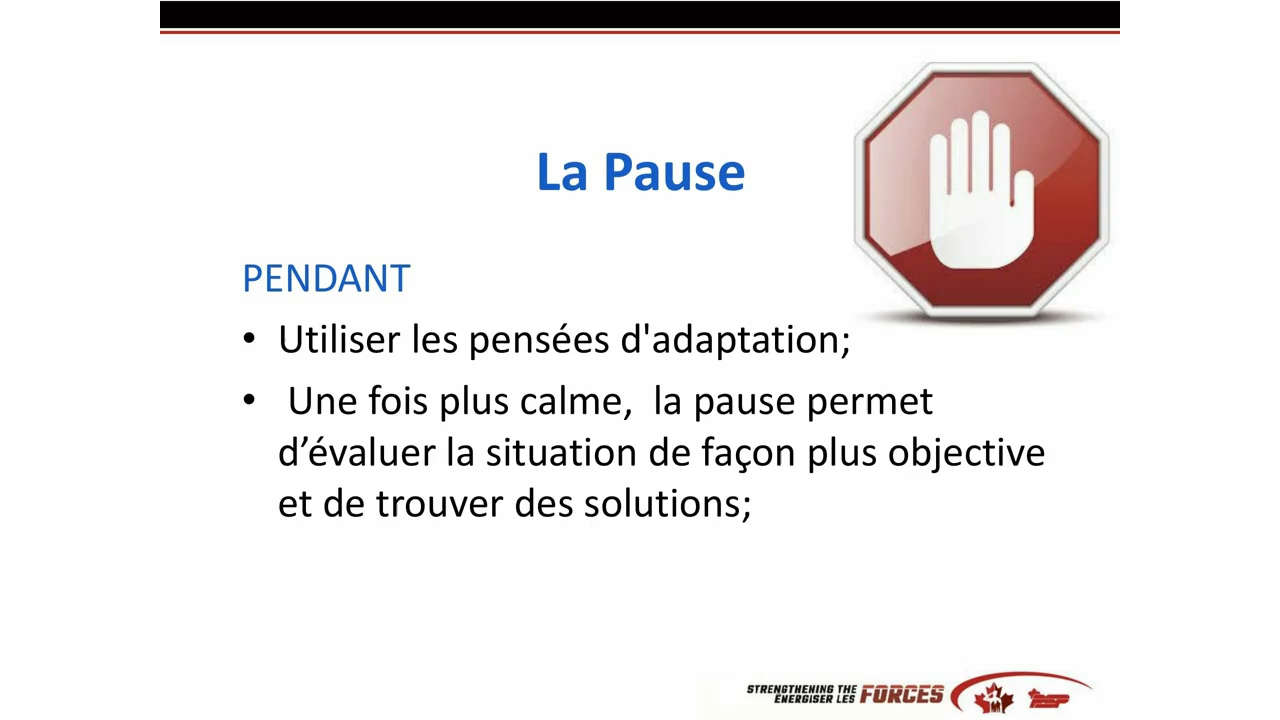 La Pause
PENDANT
• Utiliser les pensées d'adaptation;
• Une fois plus calme, la pause permet
d’évaluer la situation de façon plus objective
et de trouver des solutions;
STRENGTHENING THE
ÉNERGISER LES FORCES
PSP